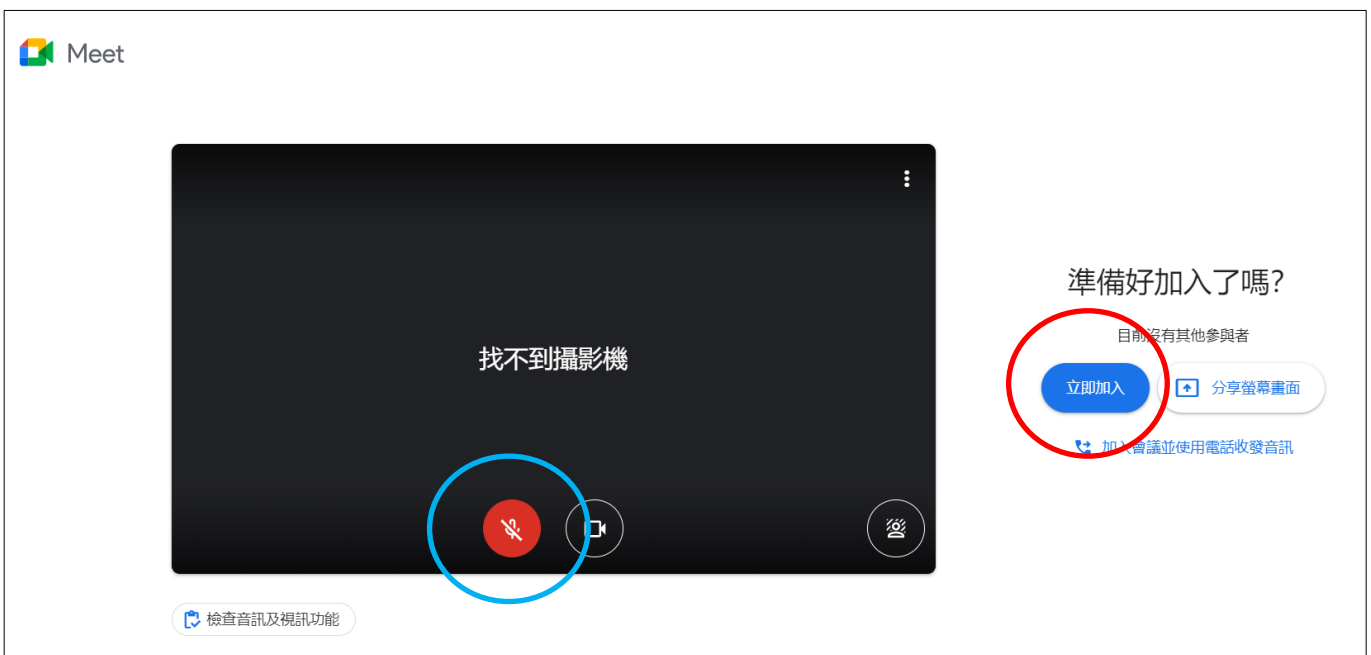 Meet
找不到攝影機
檢查音訊及視訊功能
準備好加入了嗎?
目前沒有其他參與者
立即加入
分享螢幕畫面
加入會議並使用電話收發音訊